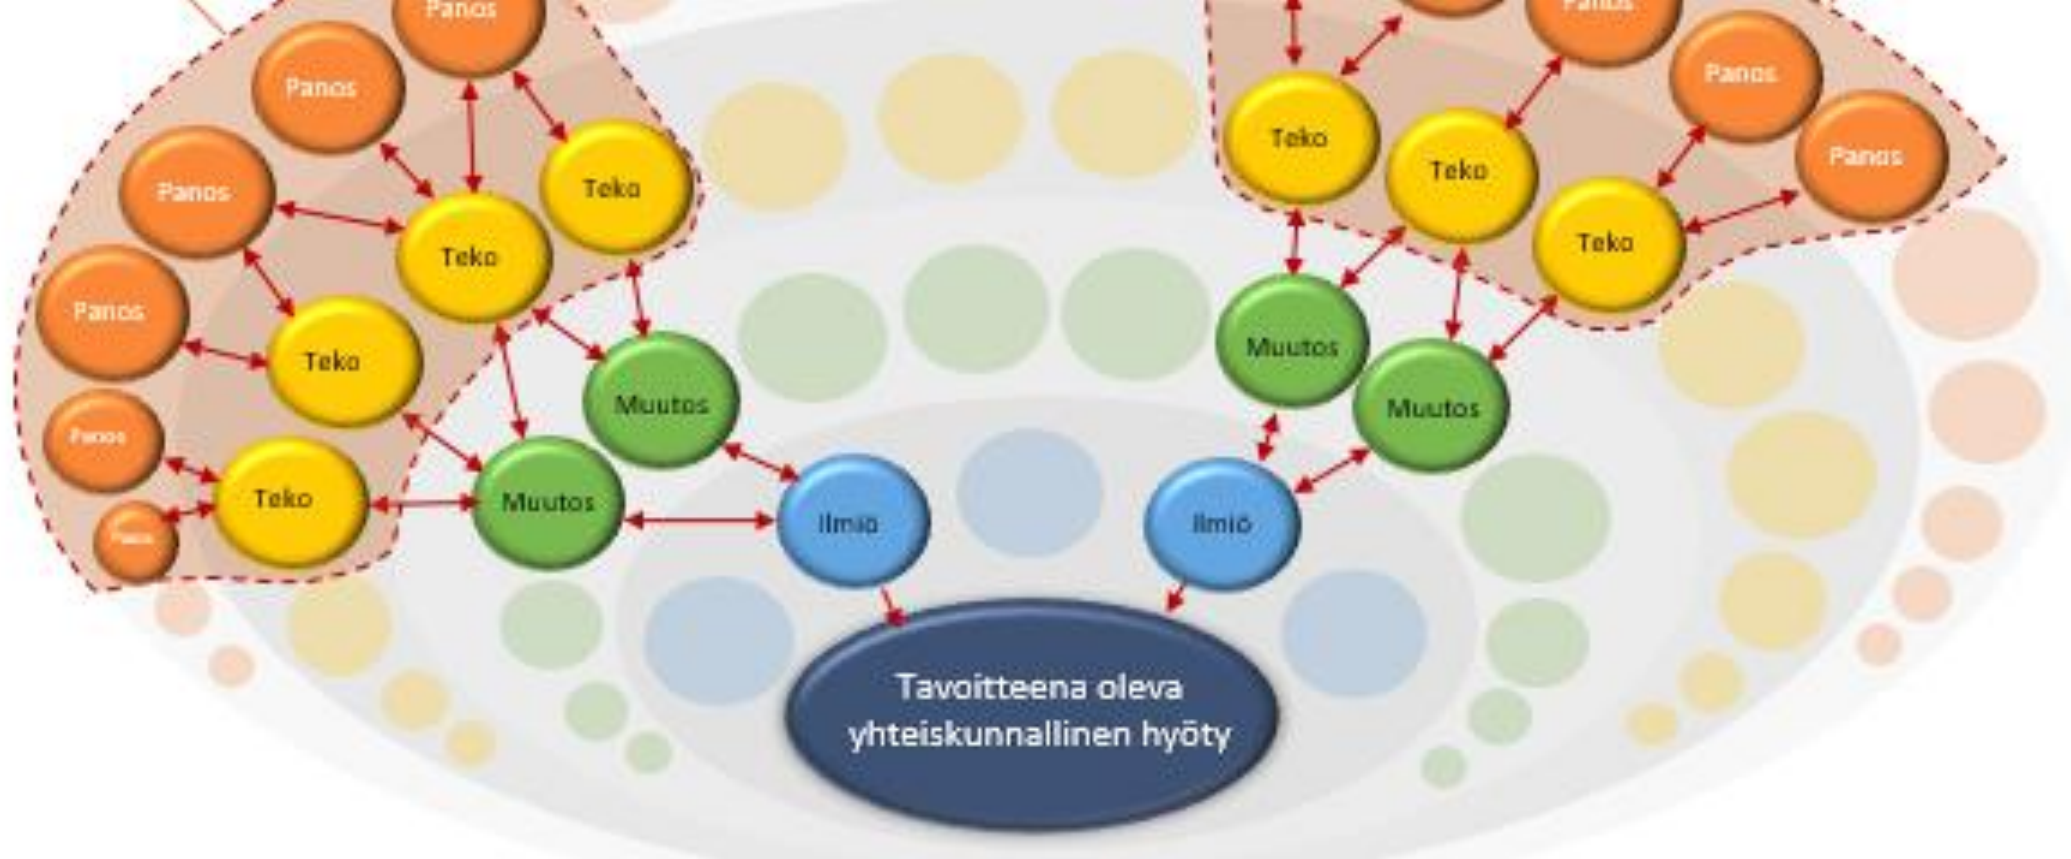 Panos
Panos
Panos
Panos
Panos
Panos
Teko
Teko
Teko
Teko
Muutos
Muutos
Ilmiö
Panos
Panos
Panos
Teko
Teko
Teko
Muutos
Muutos
Ilmiö
Tavoitteena oleva
yhteiskunnallinen hyöty